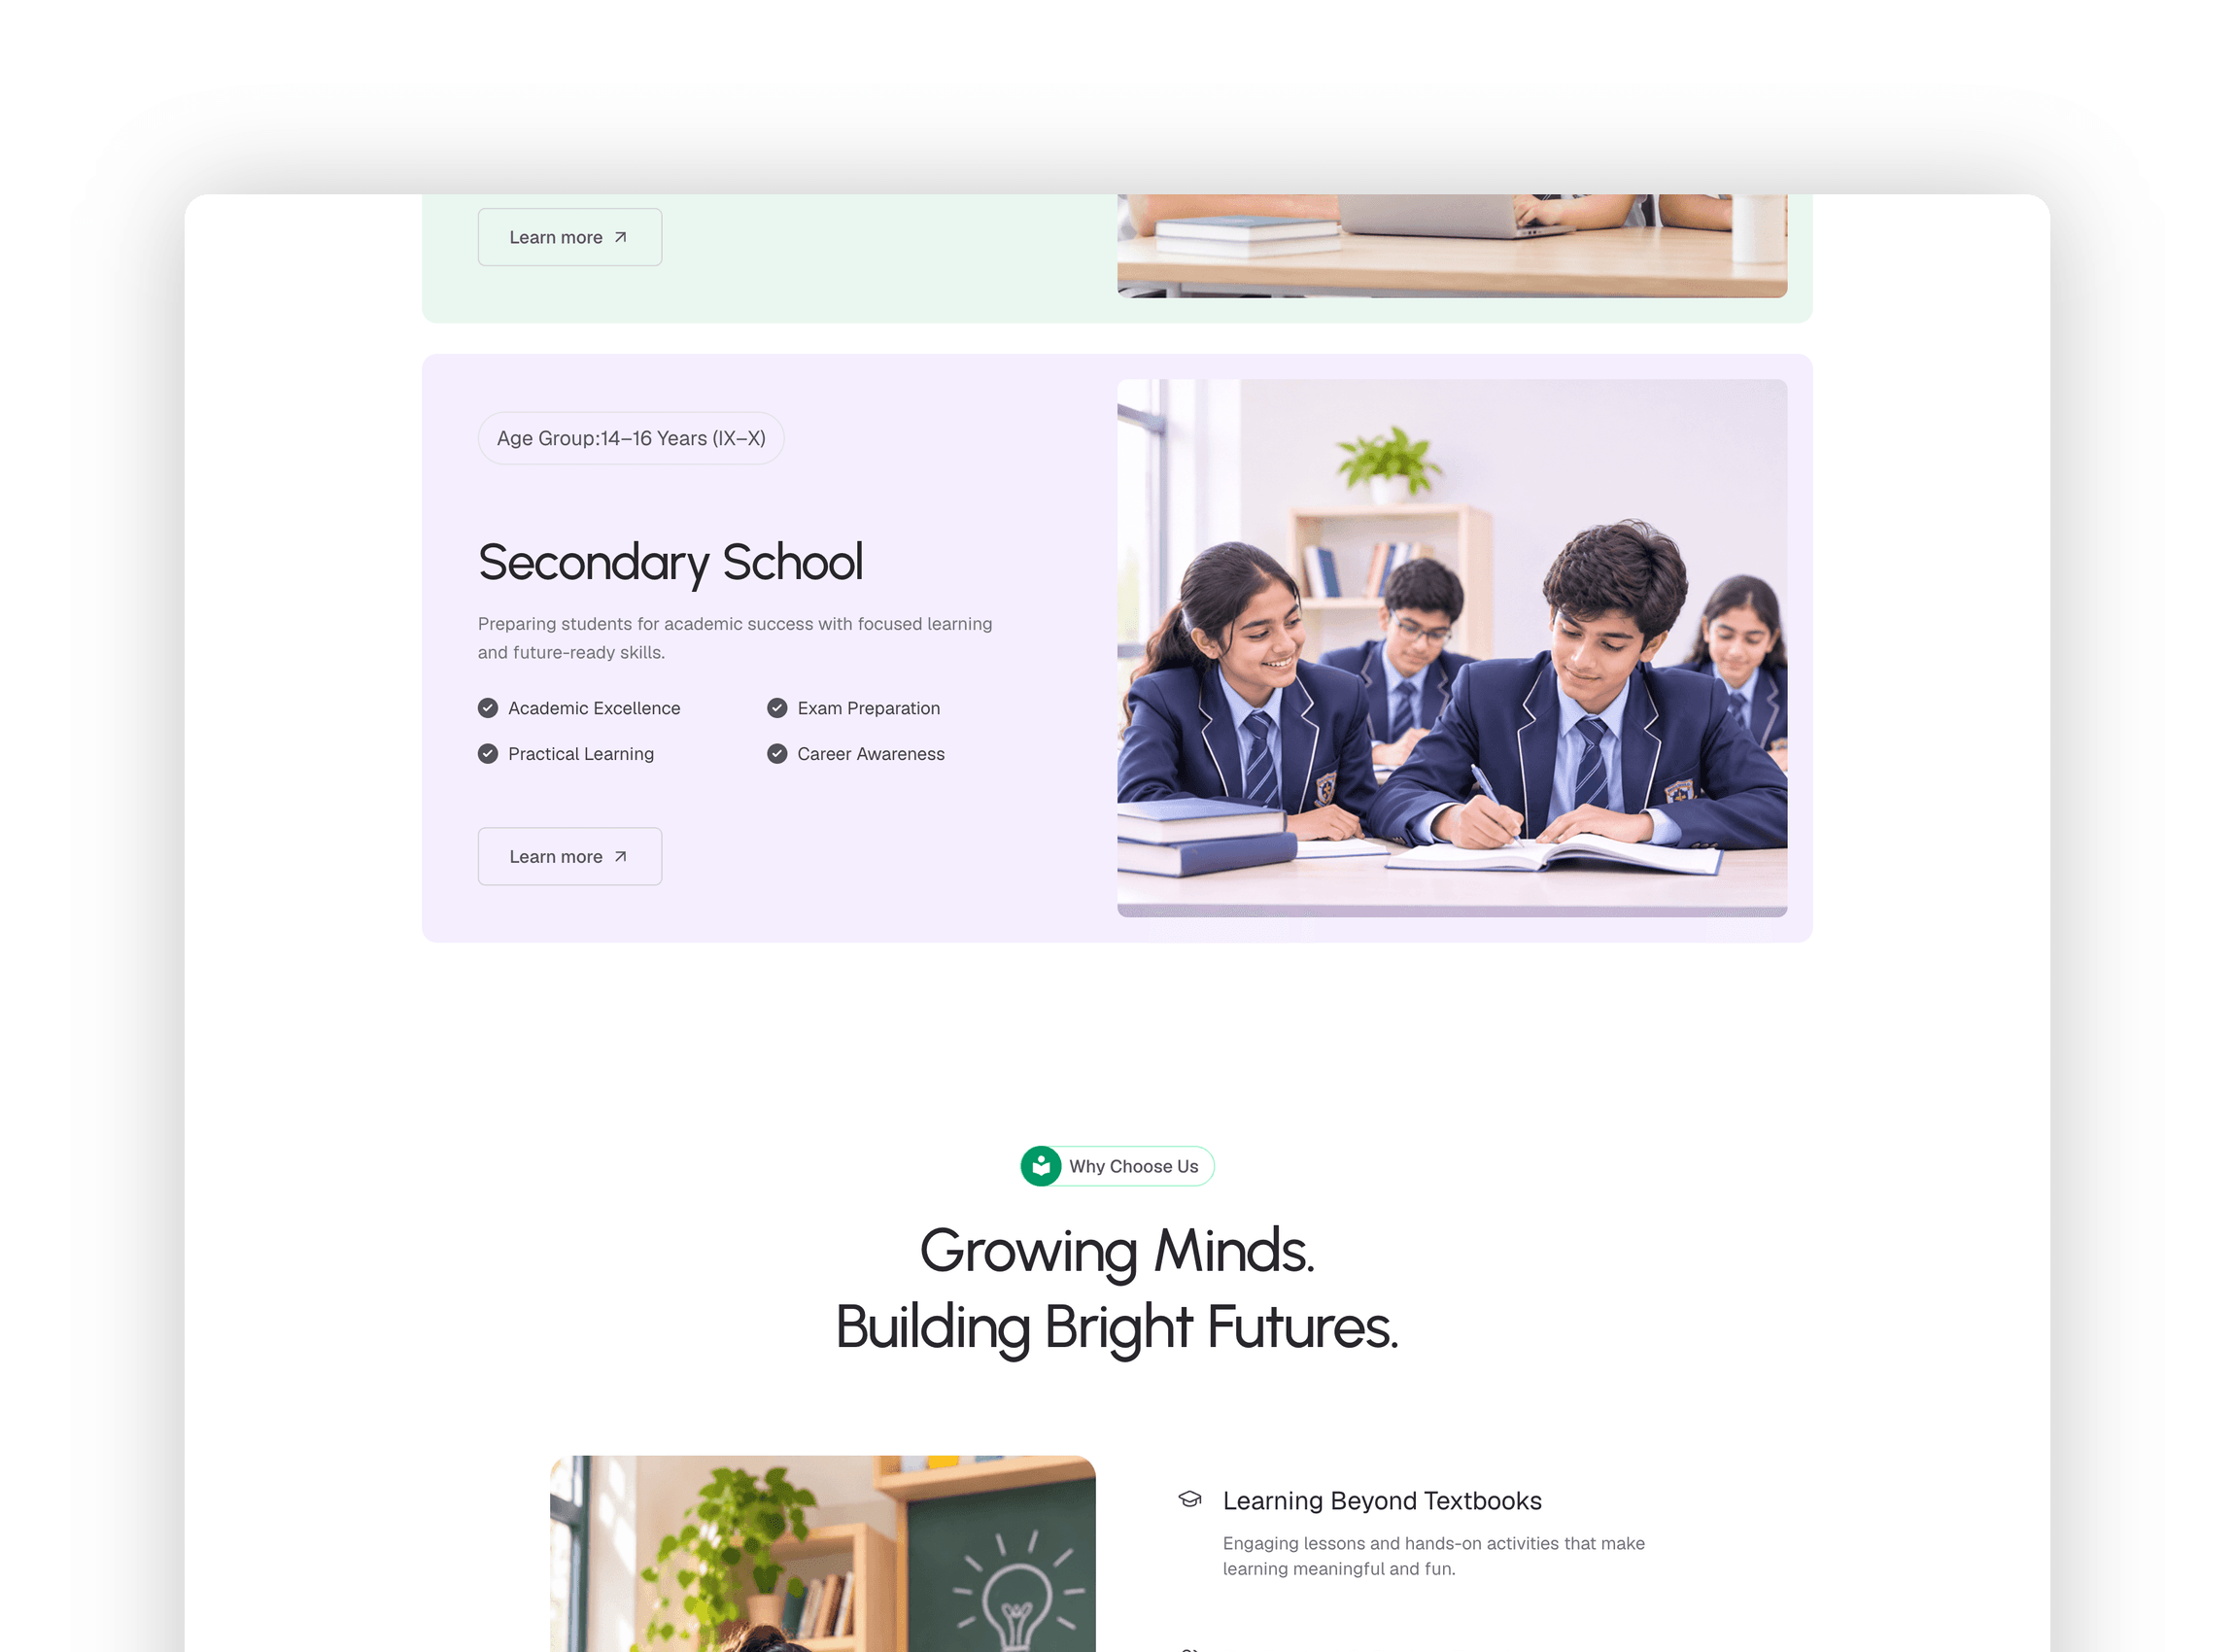 Learn more
Age Group:14–16 Years (IX–X)
Secondary School
Preparing students for academic success with focused learning
and future-ready skills.
Academic Excellence
Exam Preparation
Practical Learning
Career Awareness
Learn more
Why Choose Us
Growing Minds.
Building Bright Futures.
Learning Beyond Textbooks
Engaging lessons and hands-on activities that make
learning meaningful and fun.